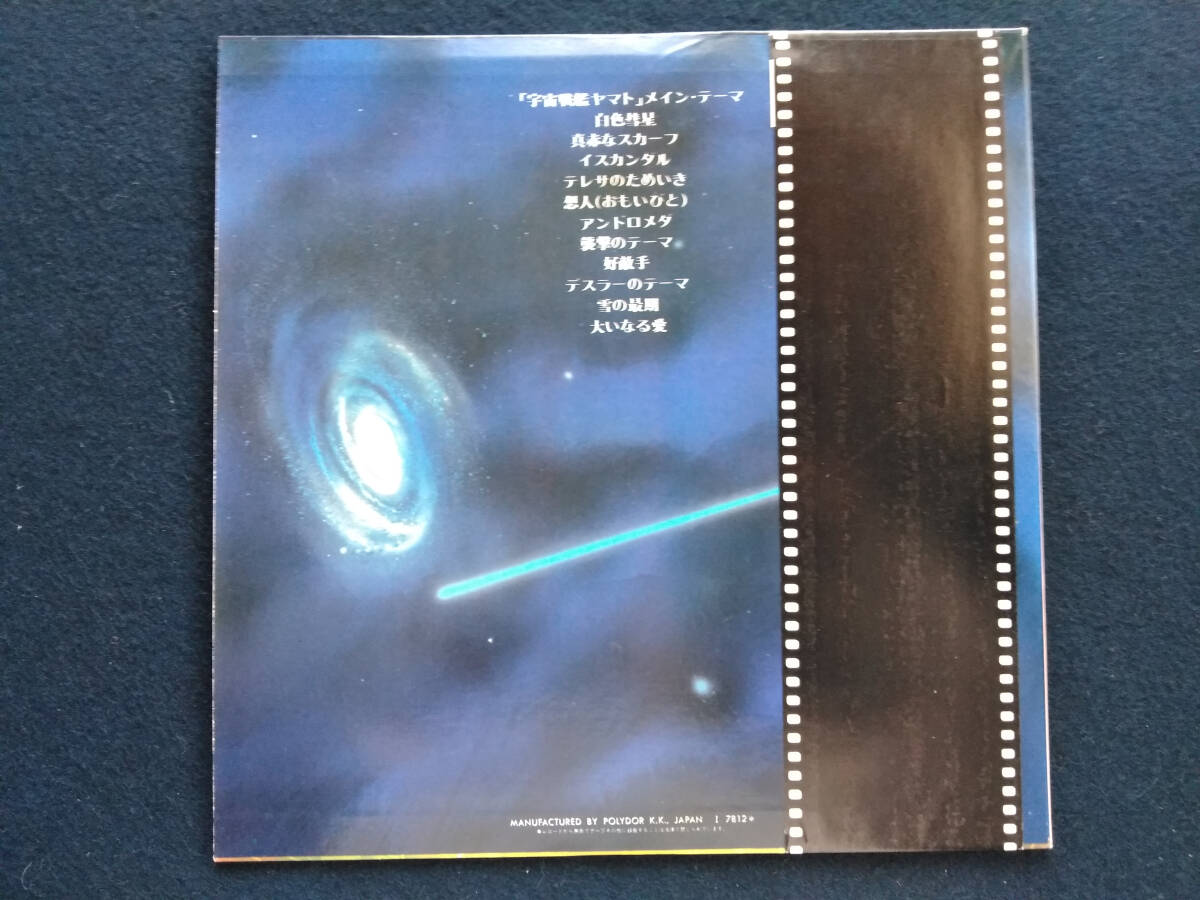 「宇宙戦艦ヤマト」メイン・テーマ
白色彗星
真赤なスカーフ
イスカンダル
テレサのためいき
想人(おもいびと)
アンドロメダ
襲撃のテーマ
好敵手
デスラーのテーマ
雪の最期
大いなる愛
MANUFACTURED BY POLYDOR K.K., JAPAN I 7812*